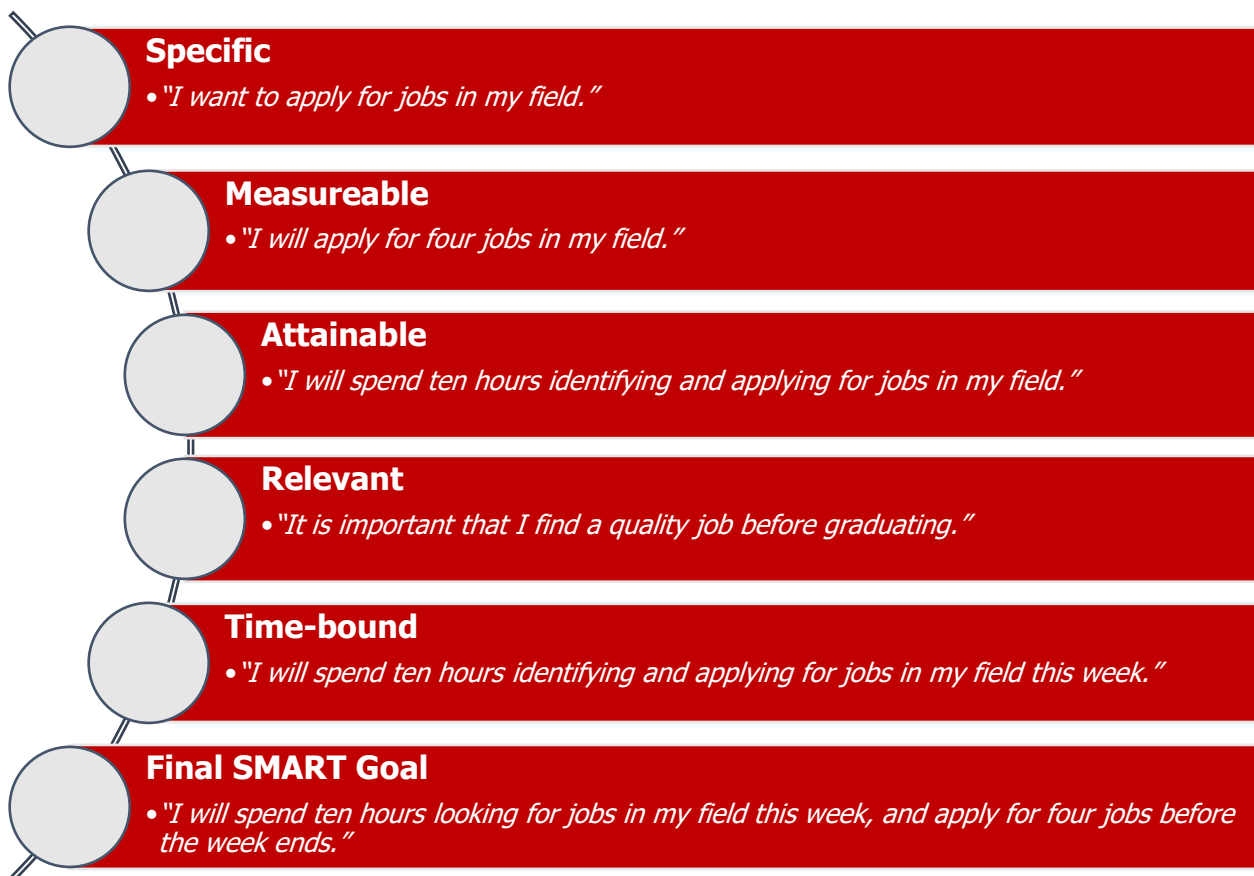 Specific
•"I want to apply for jobs in my field."
Measureable
•"I will apply for four jobs in my field."
Attainable
•"I will spend ten hours identifying and applying for jobs in my field."
Relevant
•"It is important that I find a quality job before graduating."
Time-bound
•"I will spend ten hours identifying and applying for jobs in my field this week."
Final SMART Goal
•"I will spend ten hours looking for jobs in my field this week, and apply for four jobs before
the week ends."